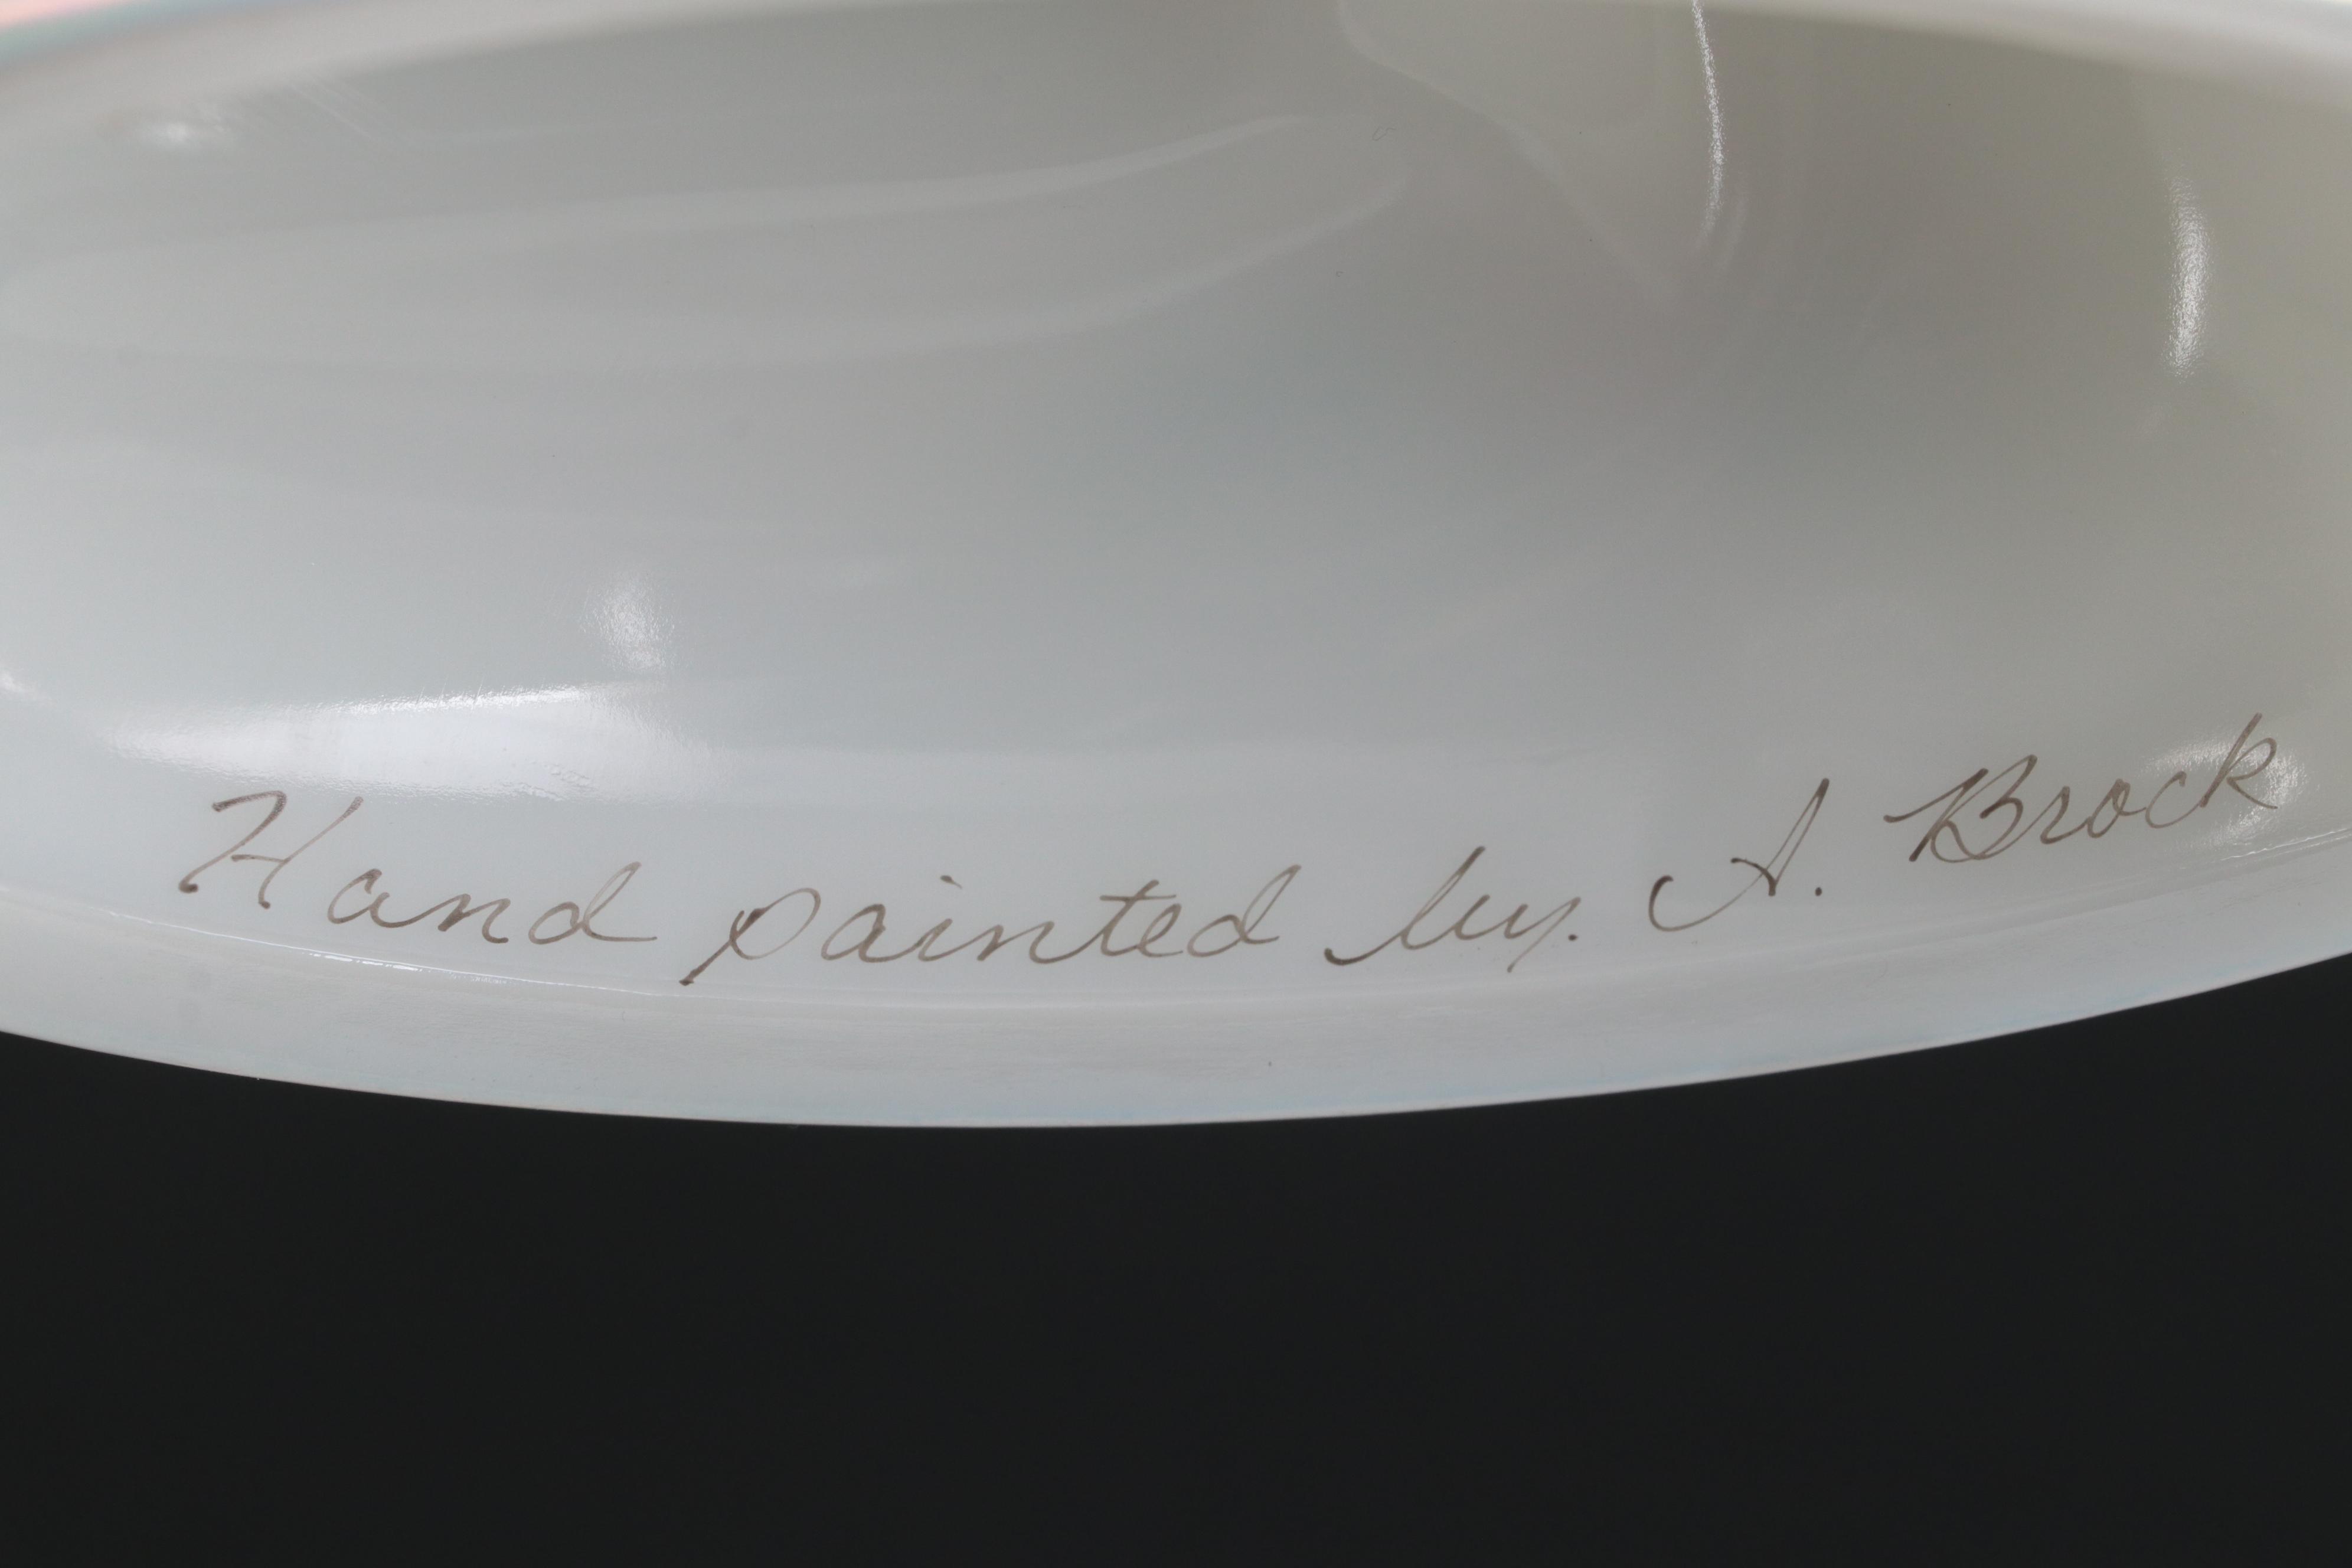 Hand painted by. A. Brock